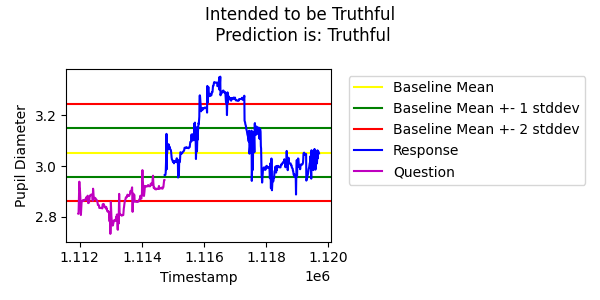 Intended to be Truthful
Prediction is: Truthful
Pupil Diameter
3.2
3.0
2.8
1.112 1.114 1.116 1.118 1.120
1e6
Timestamp
Baseline Mean
Baseline Mean +- 1 stddev
Baseline Mean +- 2 stddev
Response
Question